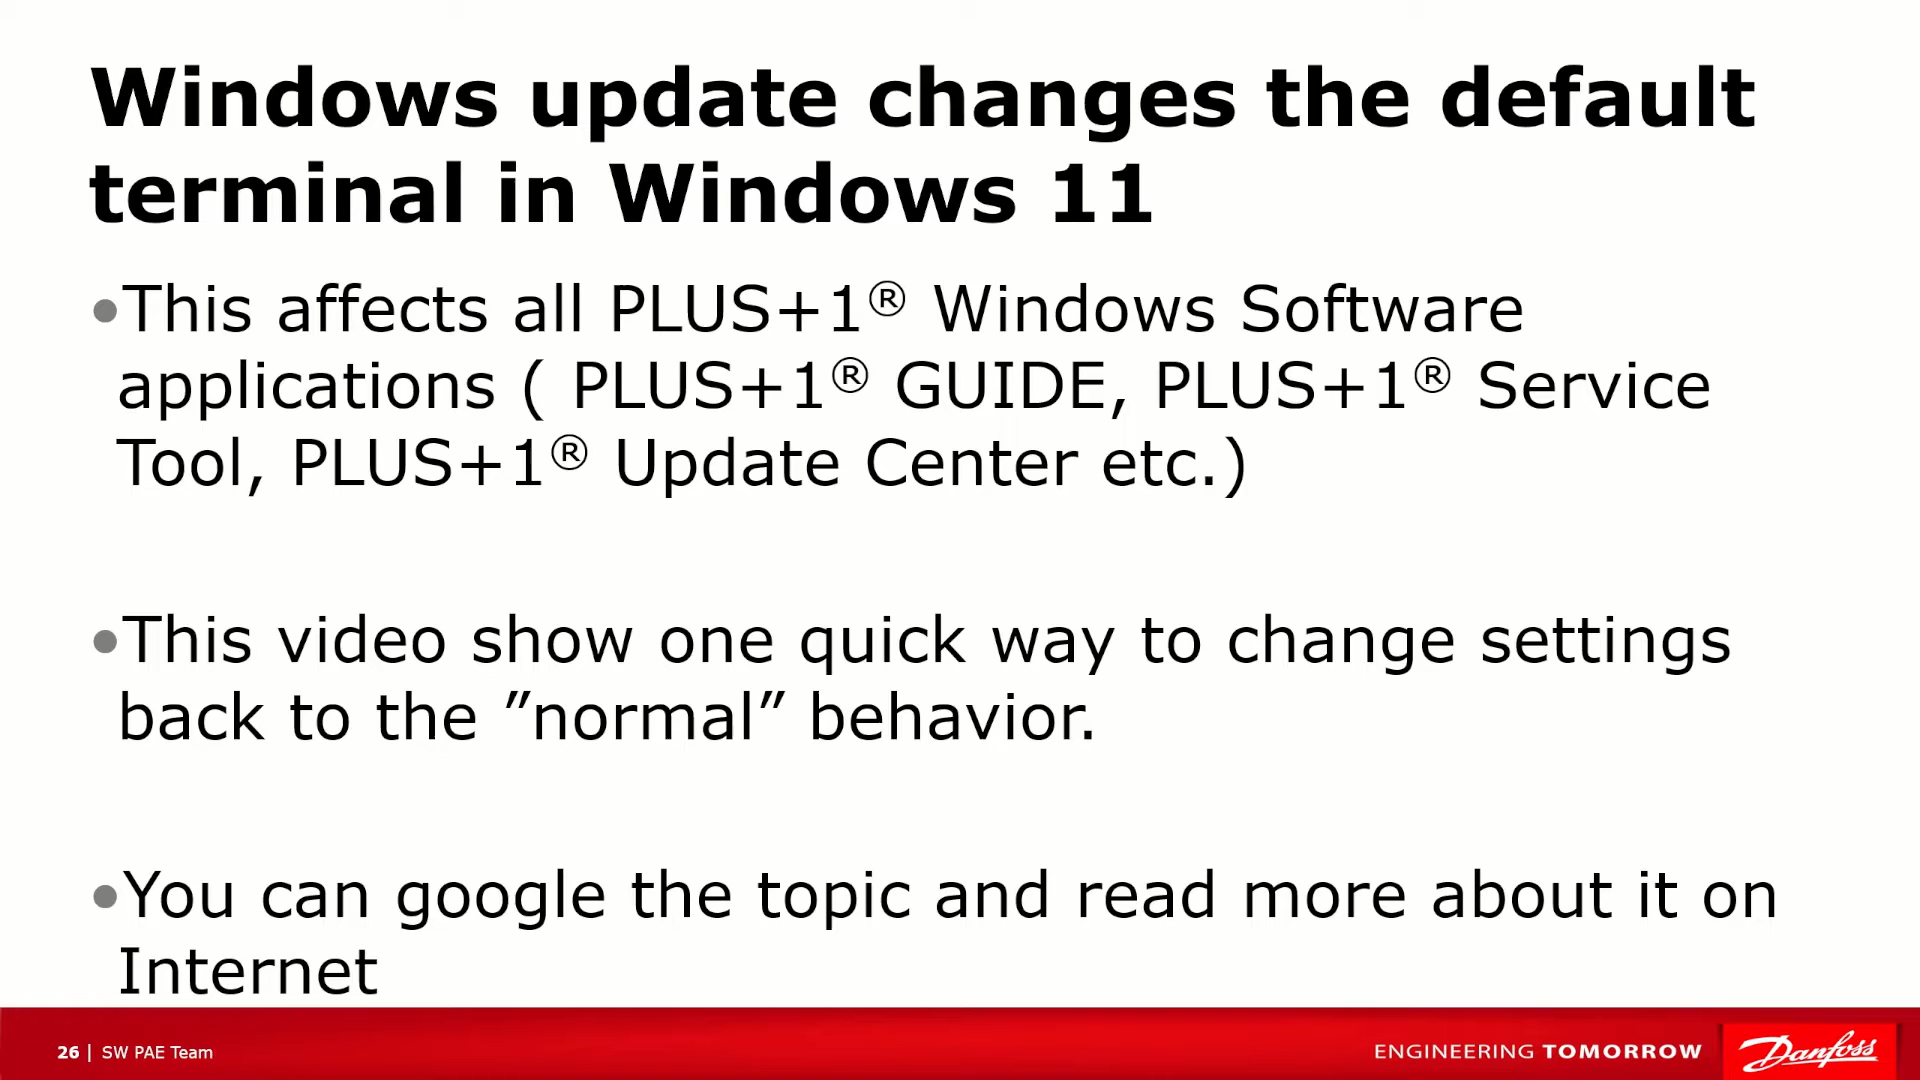 Windows update changes the default
terminal in Windows 11
•This affects all PLUS+1® Windows Software
applications ( PLUS+1® GUIDE, PLUS+1® Service
Tool, PLUS+1® Update Center etc.)
•This video show one quick way to change settings
back to the ”normal” behavior.
•You can google the topic and read more about it on
Internet
26 | SW PAE Team
ENGINEERING TOMORROW
Danfoss